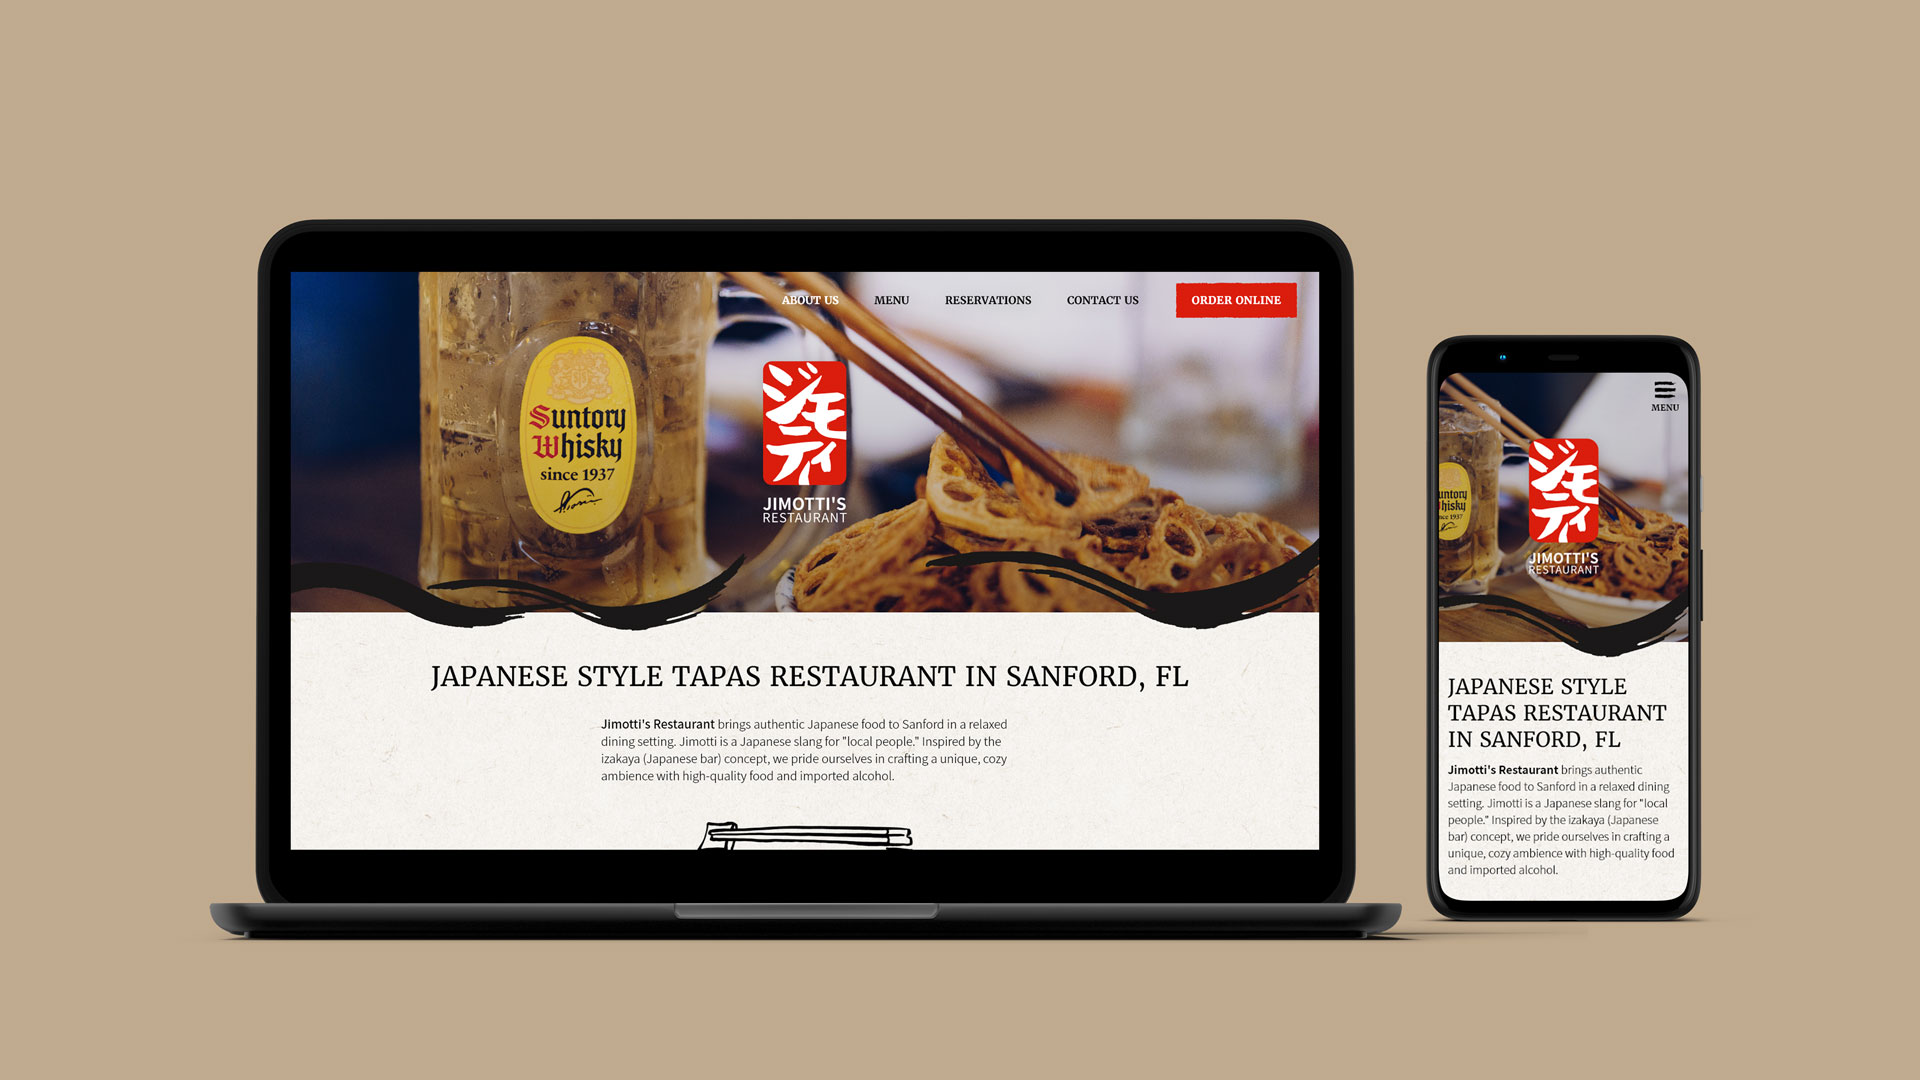 ABOUT US
MENU
RESERVATIONS
CONTACT US
ORDER ONLINE
Suntory
Whisky
since 1937
ジモ
ティ
JIMOTTI'S
RESTAURANT
JAPANESE STYLE TAPAS RESTAURANT IN SANFORD, FL
Jimotti's Restaurant brings authentic Japanese food to Sanford in a relaxed
dining setting. Jimotti is a Japanese slang for "local people." Inspired by the
izakaya (Japanese bar) concept, we pride ourselves in crafting a unique, cozy
ambience with high-quality food and imported alcohol.
MENU
untory
hisky
nce 1937
ジモ
ティ
JIMOTTI'S
RESTAURANT
JAPANESE STYLE
TAPAS RESTAURANT
IN SANFORD, FL
Jimotti's Restaurant brings authentic
Japanese food to Sanford in a relaxed dining
setting. Jimotti is a Japanese slang for "local
people." Inspired by the izakaya (Japanese
bar) concept, we pride ourselves in crafting a
unique, cozy ambience with high-quality food
and imported alcohol.